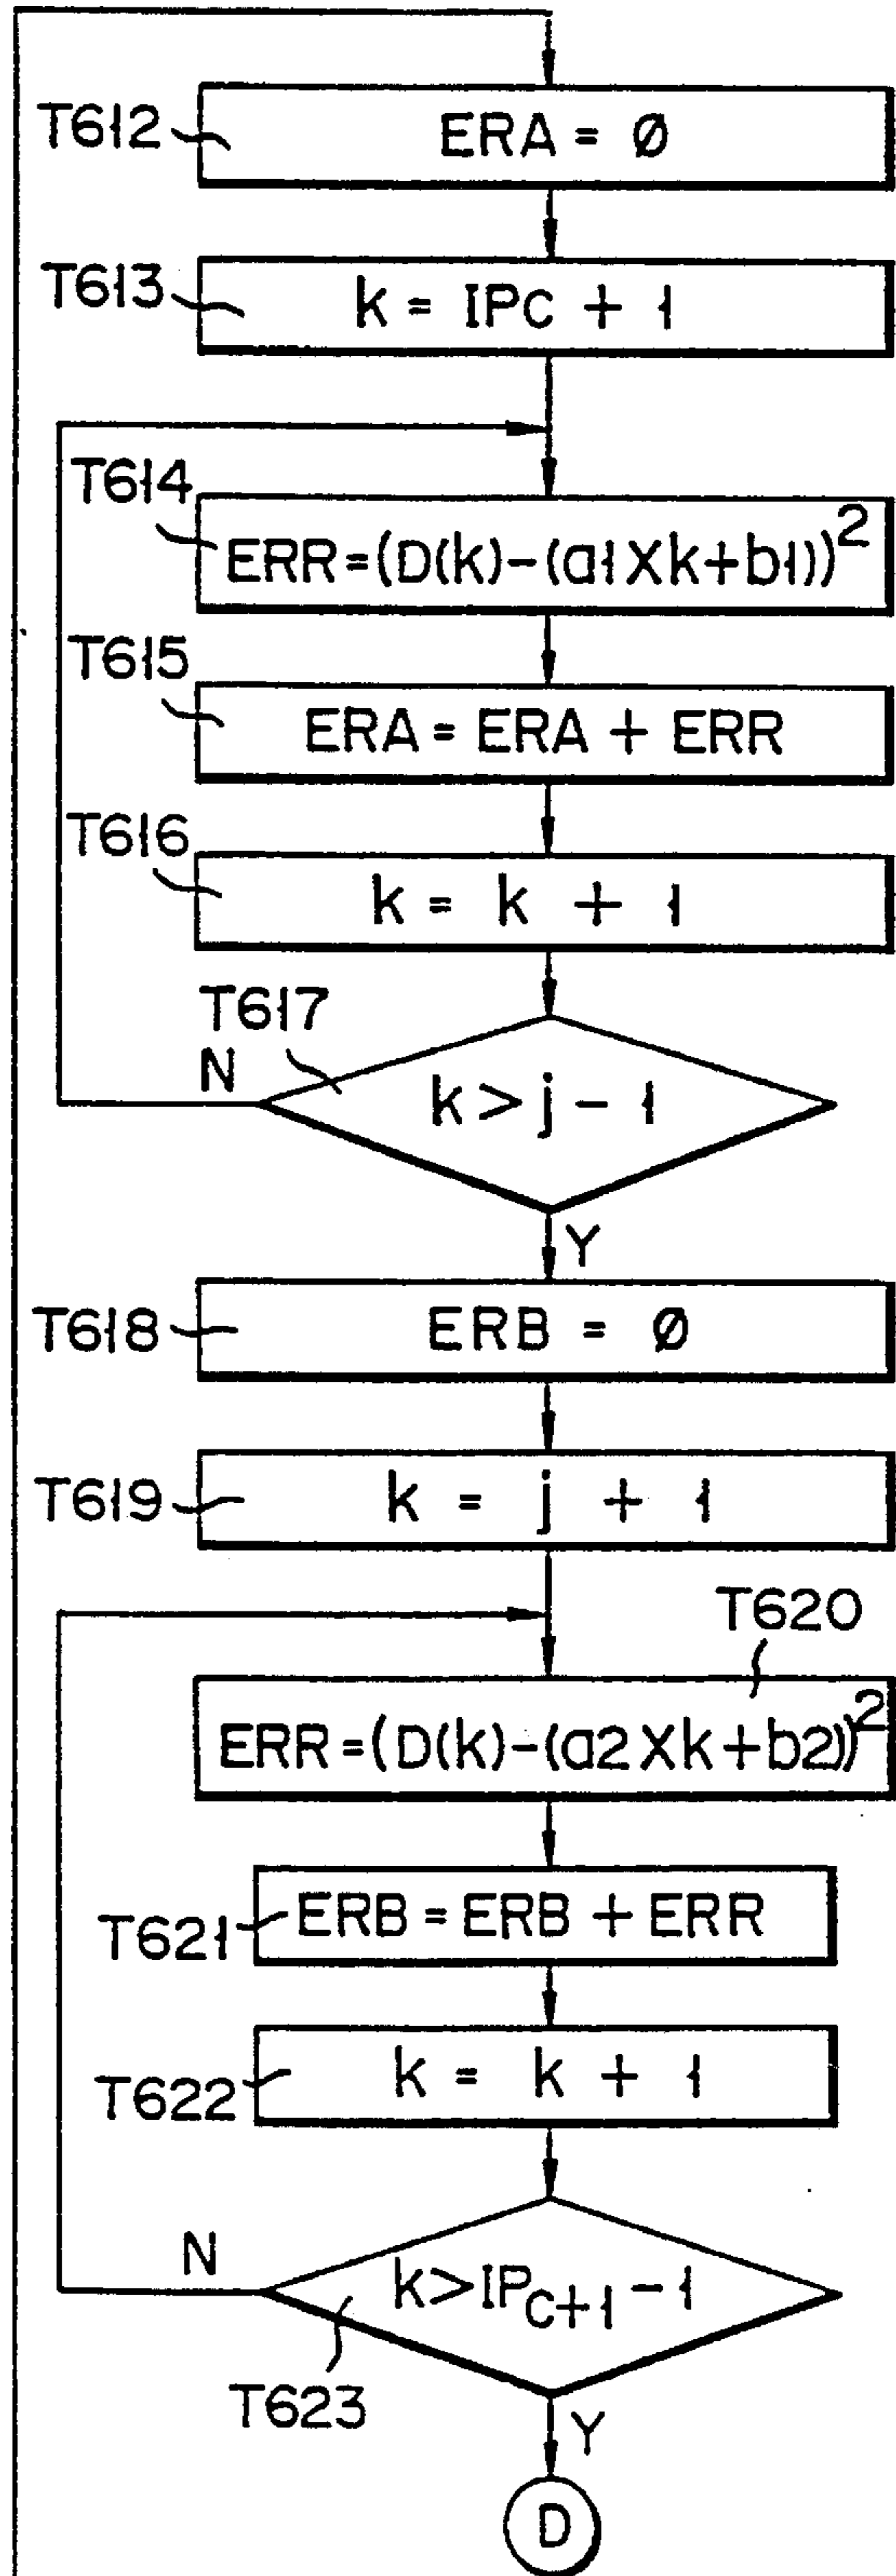 T612
ERA = Ø
T613
k = IPC + 1
T614
ERR=(D(k)-(a1Xk+b1))²
T615
ERA = ERA + ERR
T616
k = k + 1
T617
N
k > j - 1
Y
T618
ERB = Ø
T619
k = j + 1
T620
ERR=(D(k)-(a2Xk+b2))²
T621
ERB = ERB + ERR
T622
k = k + 1
N
k>IP_{C+1}-1
T623
Y
D